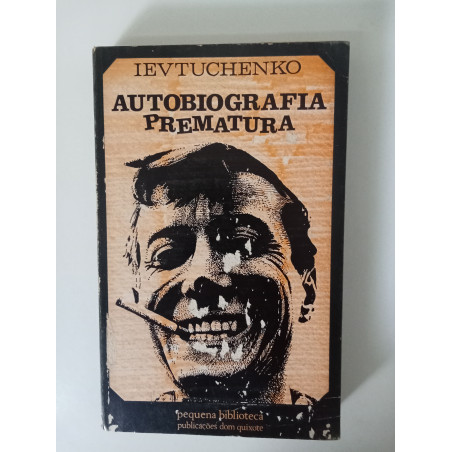 IEVTUCHENKO
AUTOBIOGRAFIA
PREMATURA
pequena biblioteca
publicações dom quixote